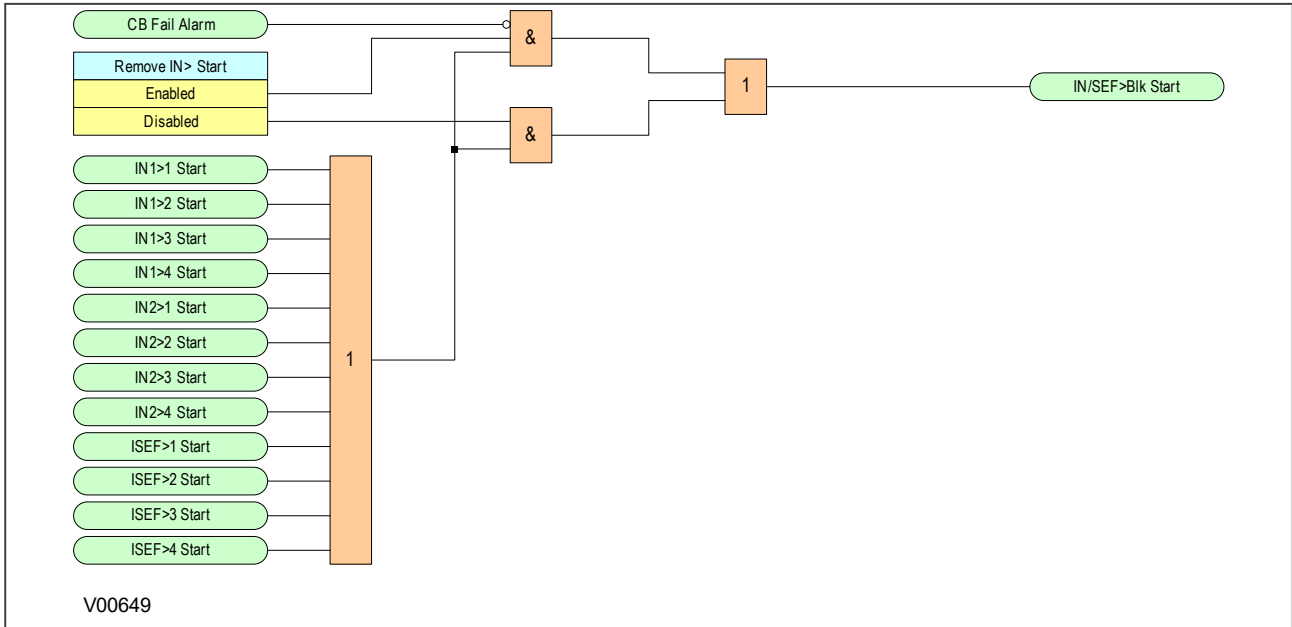 CB Fail Alarm
&
Remove IN> Start
Enabled
Disabled
1
IN/SEF>Blk Start
&
IN1>1 Start
IN1>2 Start
IN1>3 Start
IN1>4 Start
IN2>1 Start
IN2>2 Start
1
IN2>3 Start
IN2>4 Start
ISEF>1 Start
ISEF>2 Start
ISEF>3 Start
ISEF>4 Start
V00649